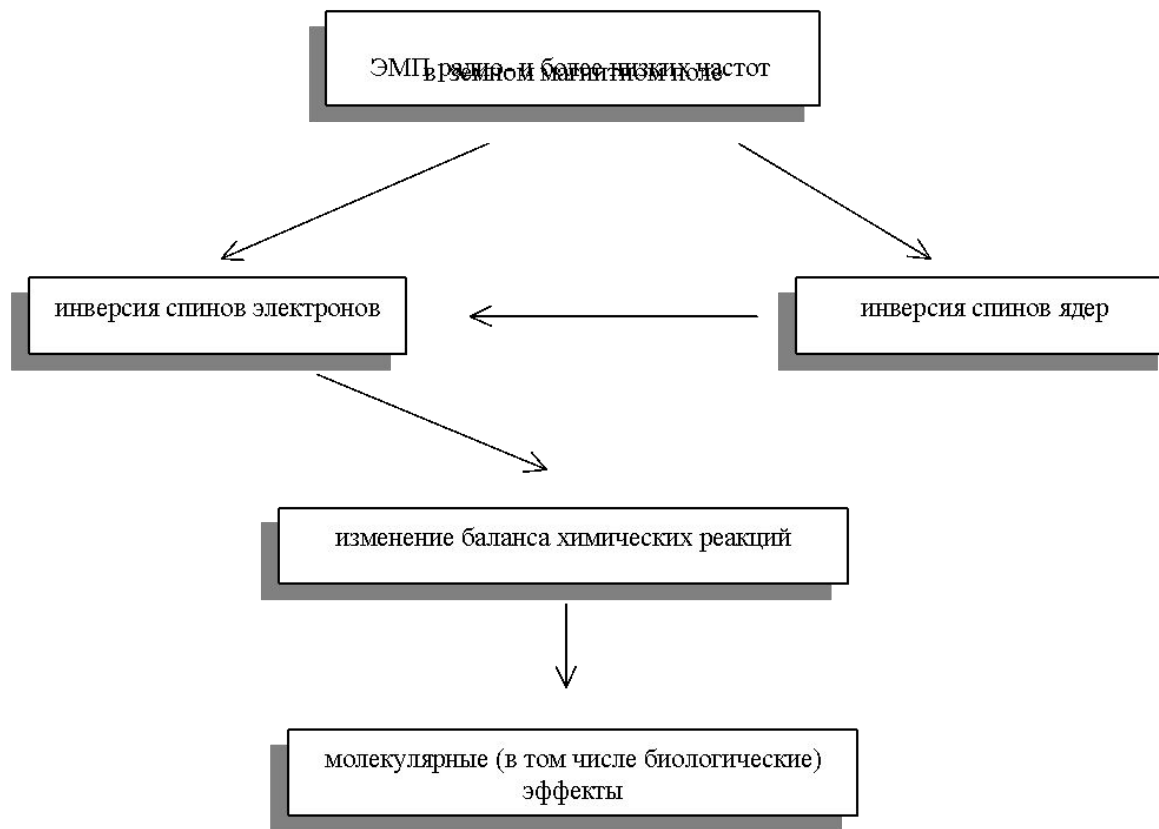 ЭМП радио- и более низких частот
в земном магнитном поле
инверсия спинов электронов
инверсия спинов ядер
изменение баланса химических реакций
молекулярные (в том числе биологические)
эффекты